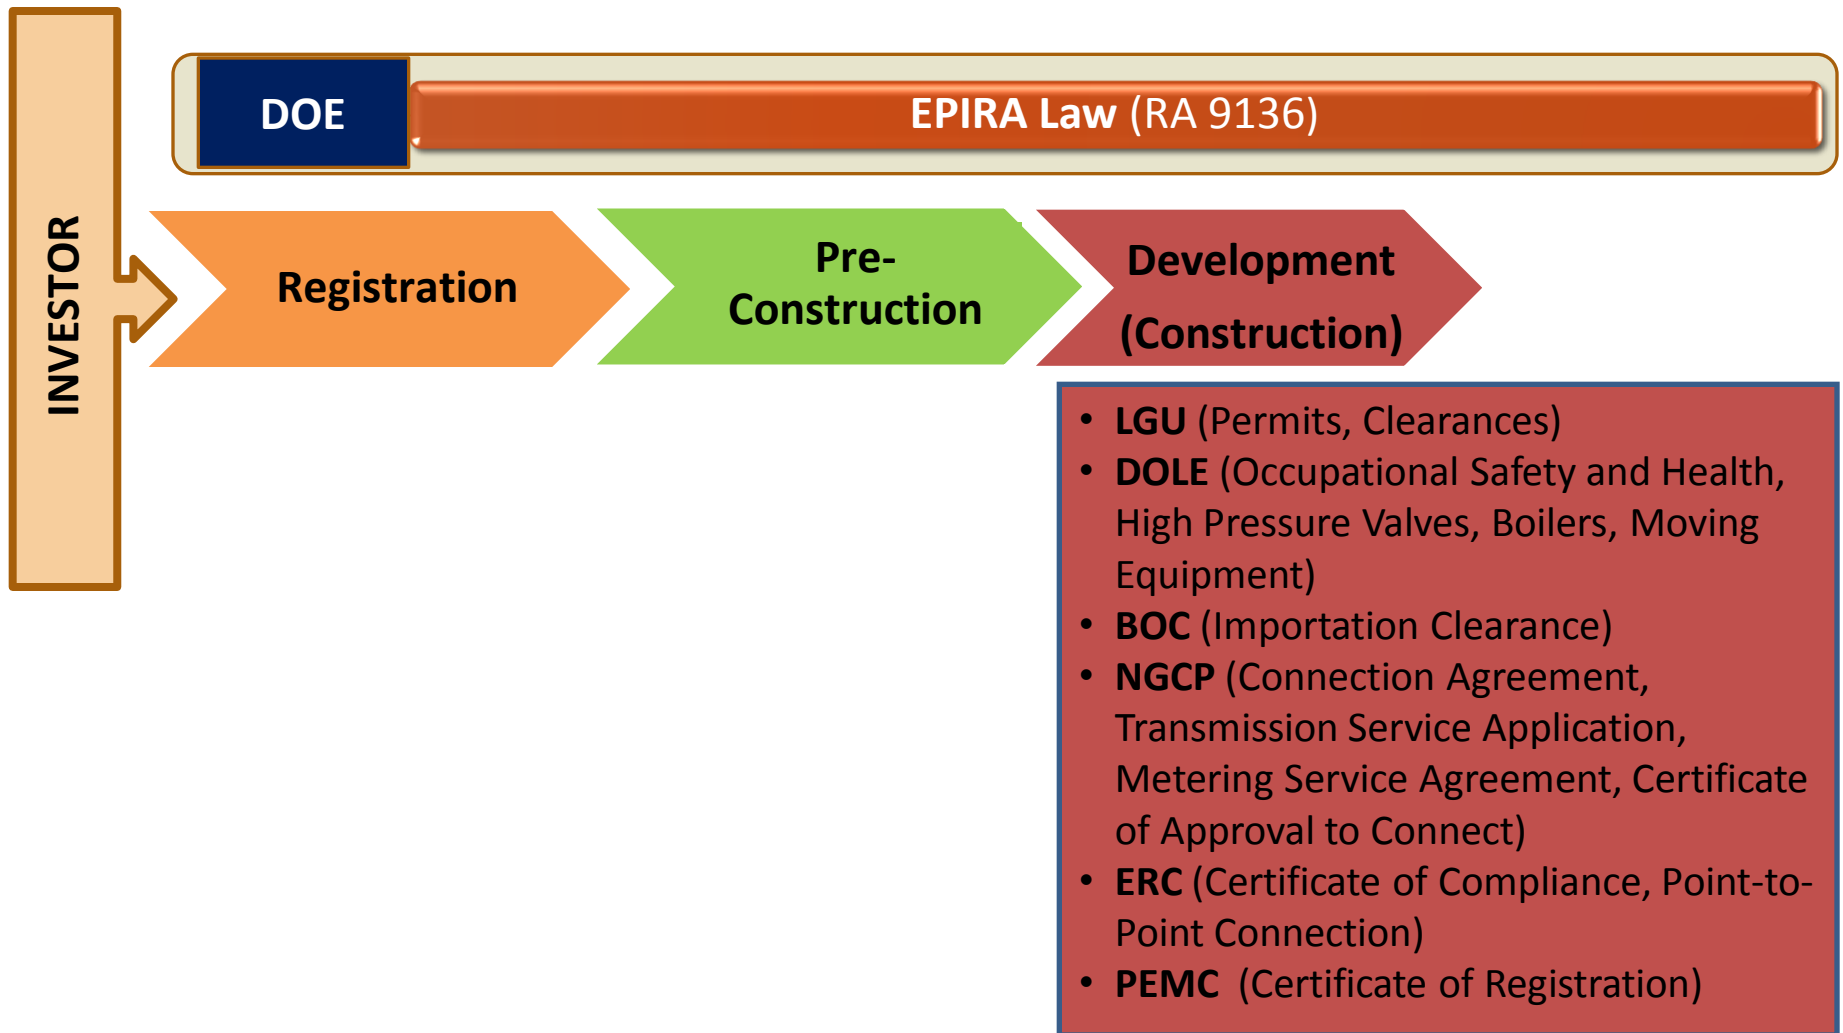 INVESTOR
DOE
EPIRA Law (RA 9136)
Registration
Pre-
Construction
Development
(Construction)
• LGU (Permits, Clearances)
• DOLE (Occupational Safety and Health,
High Pressure Valves, Boilers, Moving
Equipment)
• BOC (Importation Clearance)
• NGCP (Connection Agreement,
Transmission Service Application,
Metering Service Agreement, Certificate
of Approval to Connect)
• ERC (Certificate of Compliance, Point-to-
Point Connection)
• PEMC (Certificate of Registration)